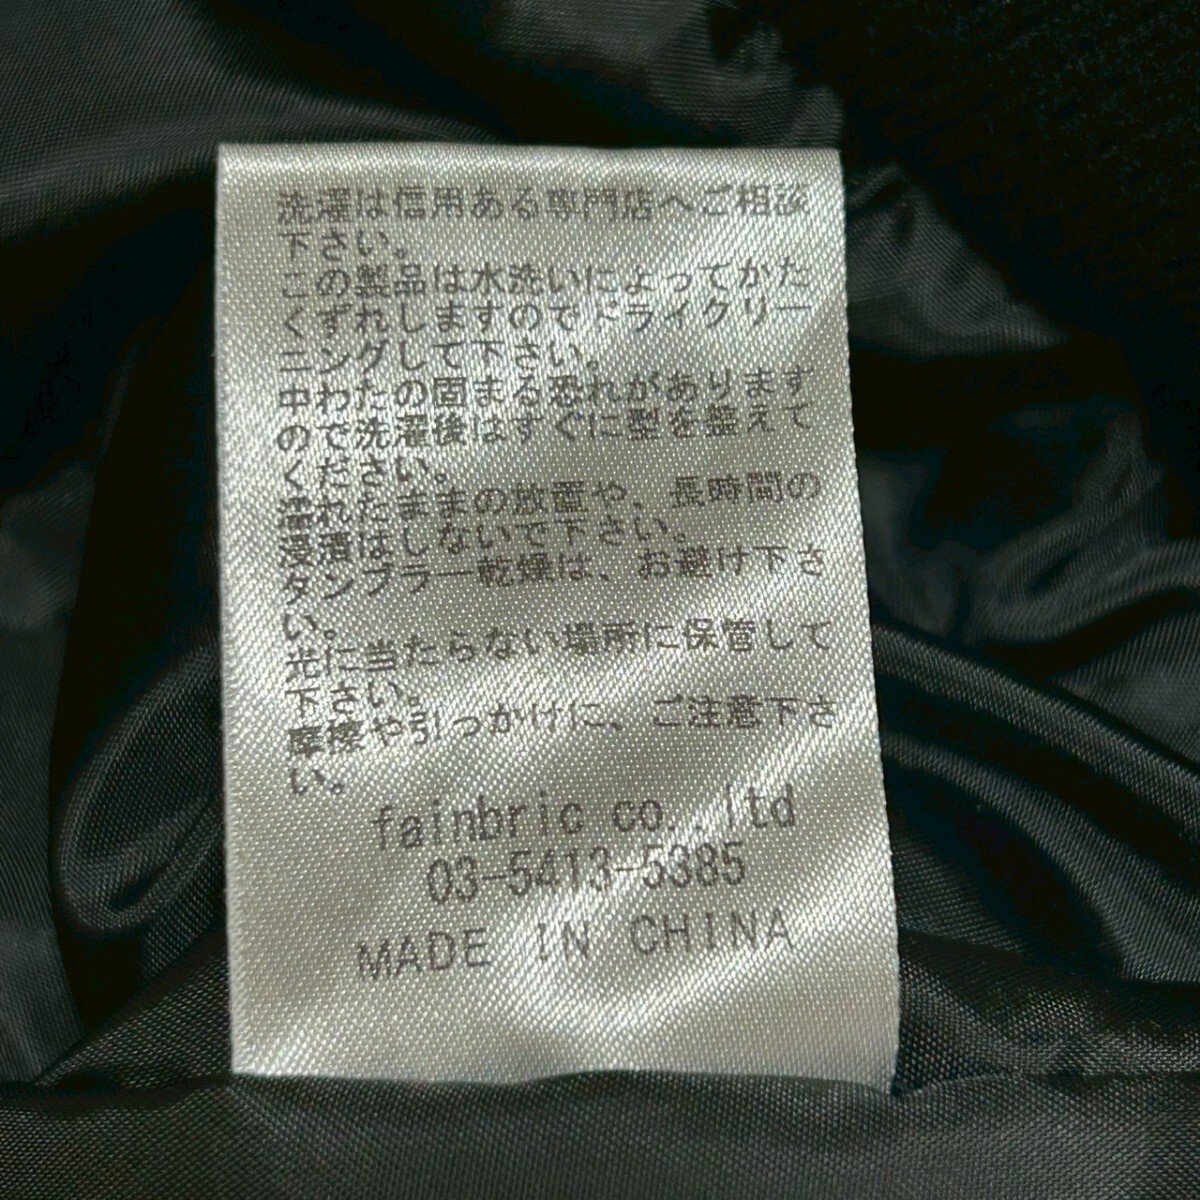 洗濯は信用ある専門店へご相談
下さい。
この製品は水洗いによってかた
くずれしますのでドライクリー
ニングして下さい。
中わたの固まる恐れがあります
ので洗濯後はすぐに型を整えて
ください。
濡れたままの放置や、長時間の
浸漬はしないで下さい。
タンブラー乾燥は、お避け下さ
い。
光に当たらない場所に保管して
下さい。
摩擦や引っかけに、ご注意下さ
い。
fainbric co.,ltd
03-5413-5385
MADE IN CHINA